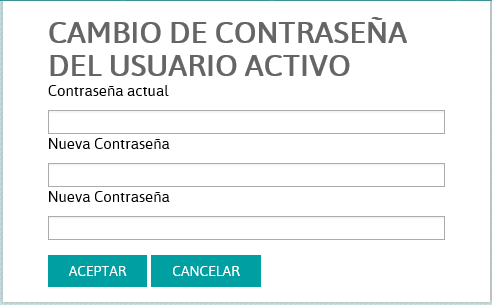 CAMBIO DE CONTRASEÑA
DEL USUARIO ACTIVO
Contraseña actual
Nueva Contraseña
Nueva Contraseña
ACEPTAR CANCELAR